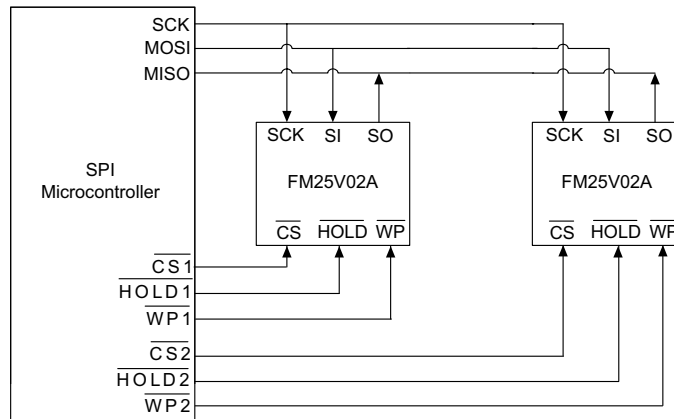 SCK
MOSI
MISO
SCK SI SO
SCK SI SO
SPI
Microcontroller
FM25V02A
FM25V02A
CS HOLD WP
CS HOLD WP
CS1
HOLD1
WP1
CS2
HOLD2
WP2